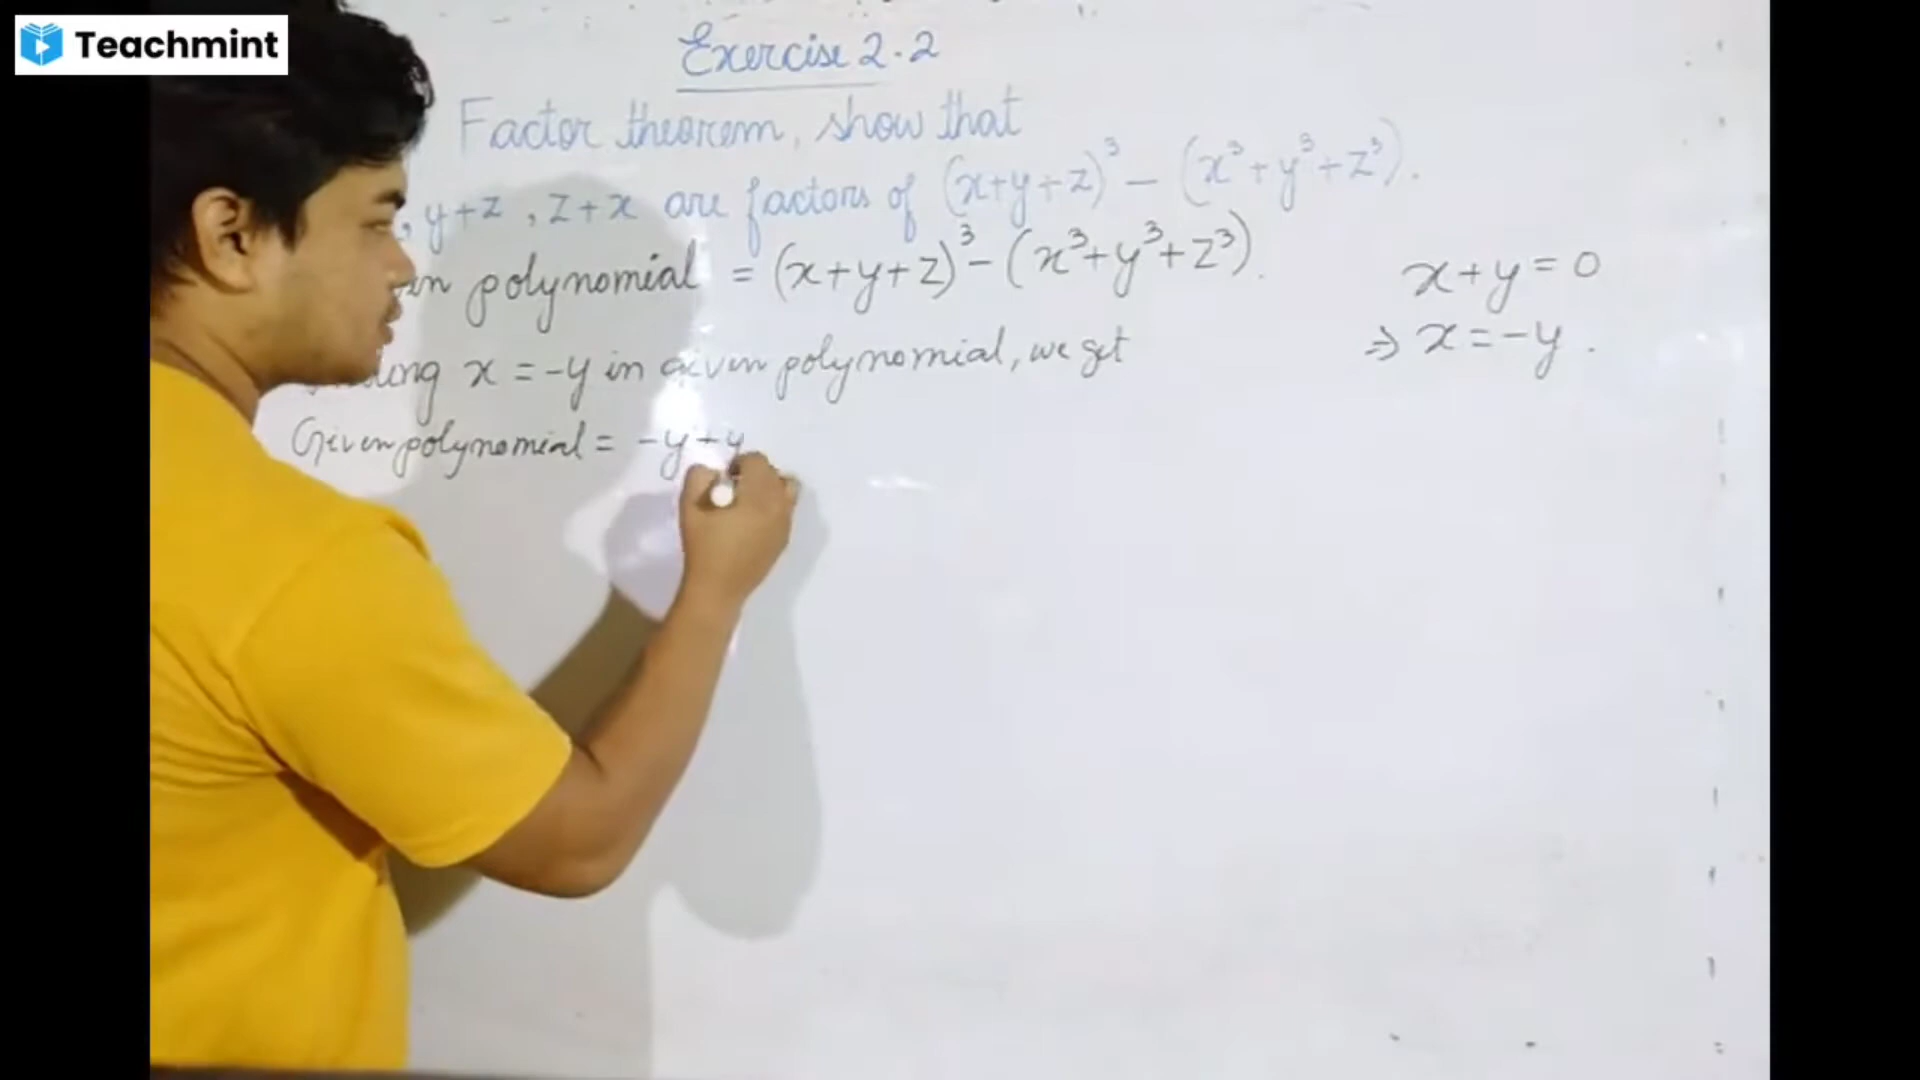 Teachmint
Exercise 2.2
Factor theorem, show that
, y+z, z+x are factors of (x+y+z)³ - (x³+y³+z³).
polynomial = (x+y+z)³ - (x³+y³+z³).
x+y=0
x = -y in given polynomial, we get
⇒ x = -y.
Given polynomial = -y+y